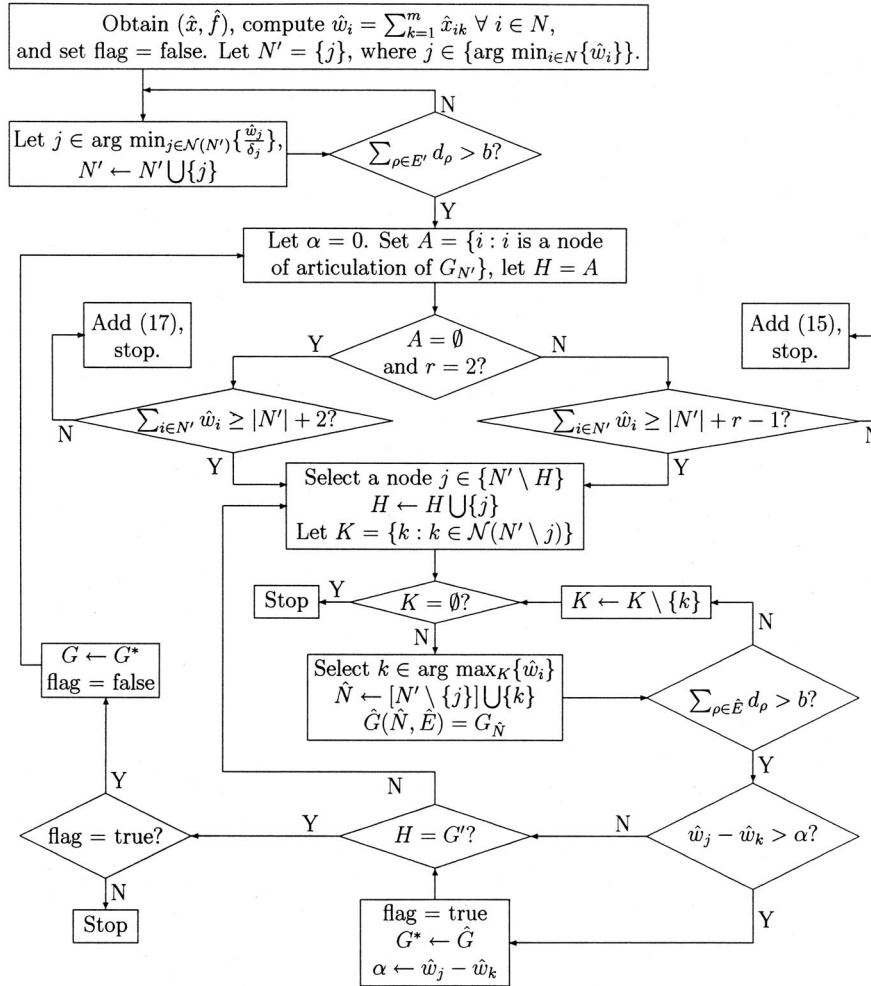 Obtain (x̂, f̂), compute ŵ_i = ∑_{k=1}^{m} x̂_{ik} ∀ i ∈ N,
and set flag = false. Let N′ = {j}, where j ∈ {arg min_{i∈N}{ŵ_i}}.
N
Let j ∈ arg min_{j∈𝒩(N′)}{ŵ_j/δ_j},
N′ ← N′ ⋃{j}
∑_{ρ∈E′} d_ρ > b?
Y
Let α = 0. Set A = {i : i is a node
of articulation of G_{N′}}, let H = A
Add (17),
stop.
Y
A = ∅
and r = 2?
N
Add (15),
stop.
N
∑_{i∈N′} ŵ_i ≥ |N′| + 2?
∑_{i∈N′} ŵ_i ≥ |N′| + r − 1?
N
Y
Y
Select a node j ∈ {N′ \ H}
H ← H ⋃{j}
Let K = {k : k ∈ 𝒩(N′ \ j)}
Stop
Y
K = ∅?
K ← K \ {k}
N
N
G ← G*
flag = false
Select k ∈ arg max_K{ŵ_i}
N̂ ← [N′ \ {j}] ⋃{k}
Ĝ(N̂, Ê) = G_{N̂}
∑_{ρ∈Ê} d_ρ > b?
Y
N
Y
flag = true?
Y
H = G′?
N
ŵ_j − ŵ_k > α?
N
Y
Stop
flag = true
G* ← Ĝ
α ← ŵ_j − ŵ_k